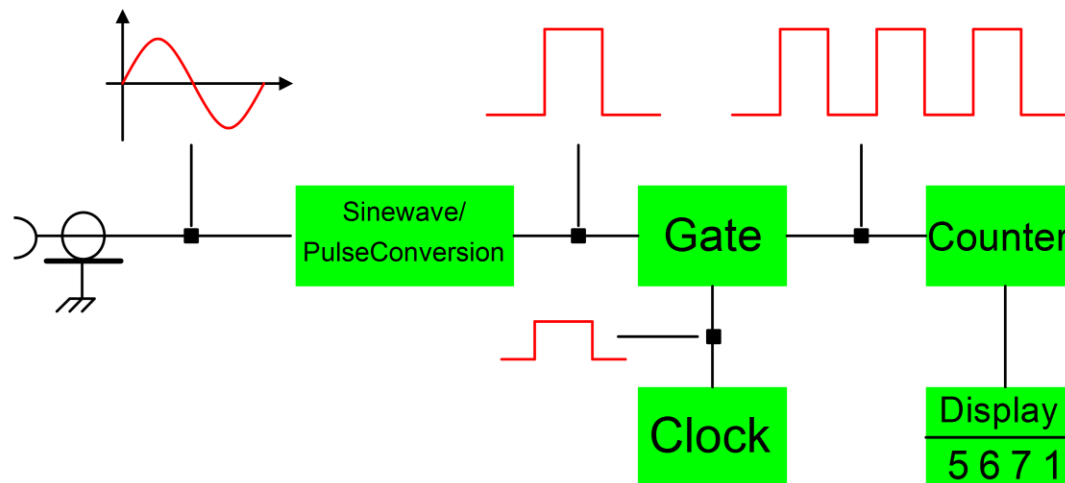 Sinewave/
PulseConversion
Gate
Counter
Clock
Display
5 6 7 1